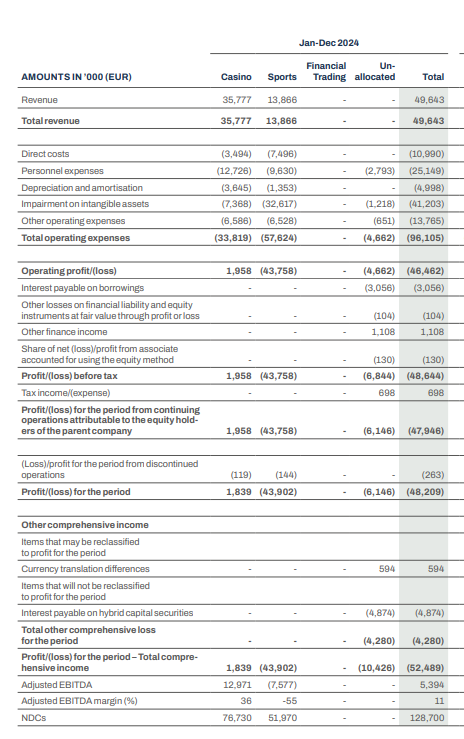 Jan-Dec 2024
Financial Un-
AMOUNTS IN '000 (EUR) Casino Sports Trading allocated Total
Revenue 35,777 13,866 - - 49,643
Total revenue 35,777 13,866 - - 49,643
Direct costs (3,494) (7,496) - - (10,990)
Personnel expenses (12,726) (9,630) - (2,793) (25,149)
Depreciation and amortisation (3,645) (1,353) - - (4,998)
Impairment on intangible assets (7,368) (32,617) - (1,218) (41,203)
Other operating expenses (6,586) (6,528) - (651) (13,765)
Total operating expenses (33,819) (57,624) - (4,662) (96,105)
Operating profit/(loss) 1,958 (43,758) - (4,662) (46,462)
Interest payable on borrowings - - - (3,056) (3,056)
Other losses on financial liability and equity
instruments at fair value through profit or loss - - - (104) (104)
Other finance income - - - 1,108 1,108
Share of net (loss)/profit from associate
accounted for using the equity method - - - (130) (130)
Profit/(loss) before tax 1,958 (43,758) - (6,844) (48,644)
Tax income/(expense) - - - 698 698
Profit/(loss) for the period from continuing
operations attributable to the equity hold-
ers of the parent company 1,958 (43,758) - (6,146) (47,946)
(Loss)/profit for the period from discontinued
operations (119) (144) - - (263)
Profit/(loss) for the period 1,839 (43,902) - (6,146) (48,209)
Other comprehensive income
Items that may be reclassified
to profit for the period
Currency translation differences - - - 594 594
Items that will not be reclassified
to profit for the period
Interest payable on hybrid capital securities - - - (4,874) (4,874)
Total other comprehensive loss
for the period - - - (4,280) (4,280)
Profit/(loss) for the period – Total compre-
hensive income 1,839 (43,902) - (10,426) (52,489)
Adjusted EBITDA 12,971 (7,577) - - 5,394
Adjusted EBITDA margin (%) 36 -55 - - 11
NDCs 76,730 51,970 - - 128,700